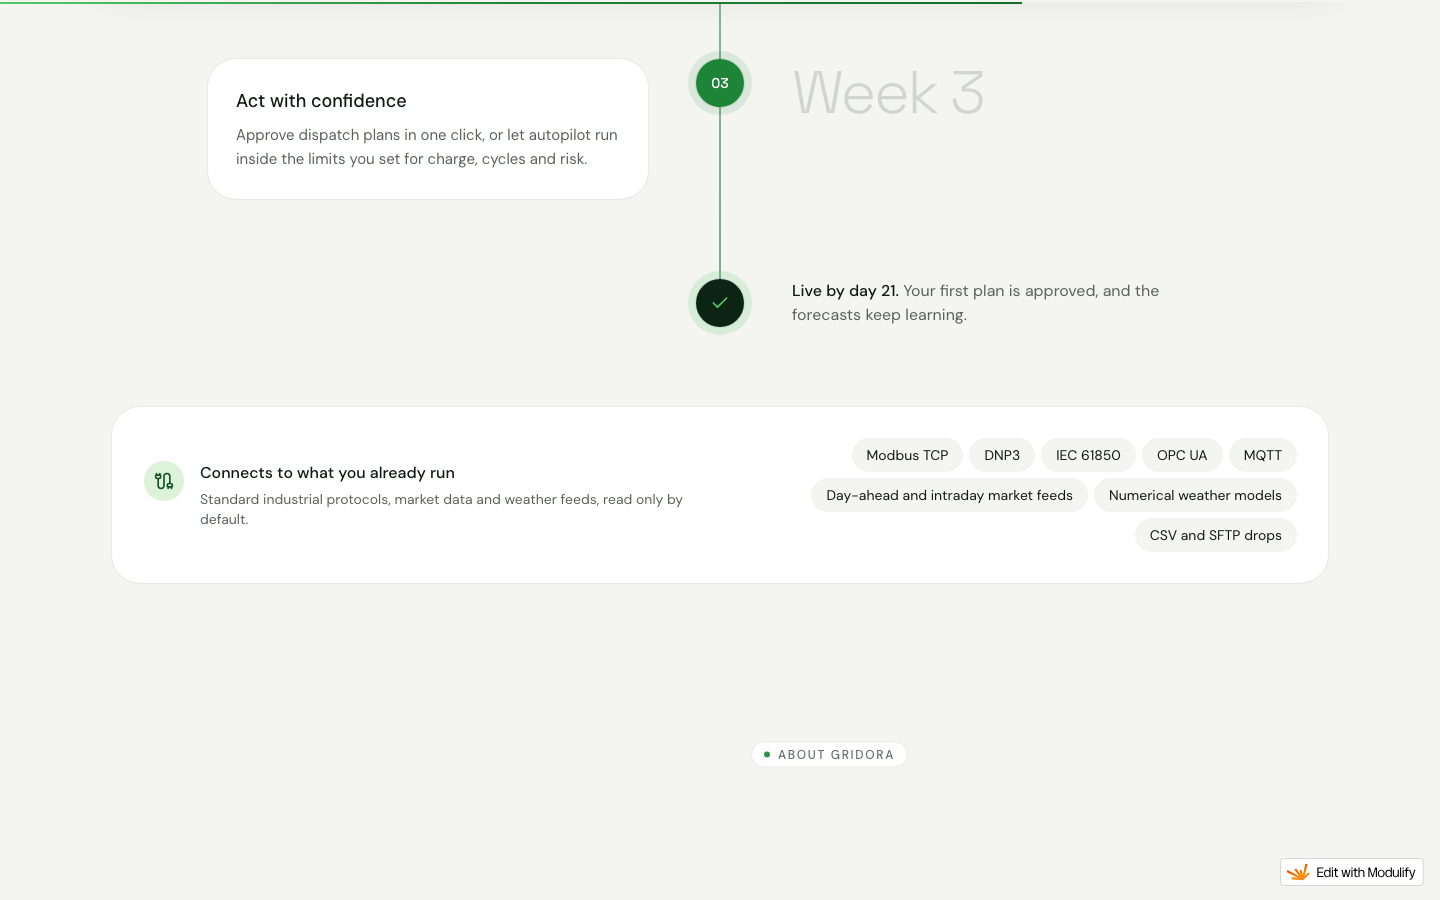 Act with confidence
Approve dispatch plans in one click, or let autopilot run
inside the limits you set for charge, cycles and risk.
03
Week 3
Live by day 21. Your first plan is approved, and the
forecasts keep learning.
Connects to what you already run
Standard industrial protocols, market data and weather feeds, read only by
default.
Modbus TCP
DNP3
IEC 61850
OPC UA
MQTT
Day-ahead and intraday market feeds
Numerical weather models
CSV and SFTP drops
ABOUT GRIDORA
Edit with Modulify